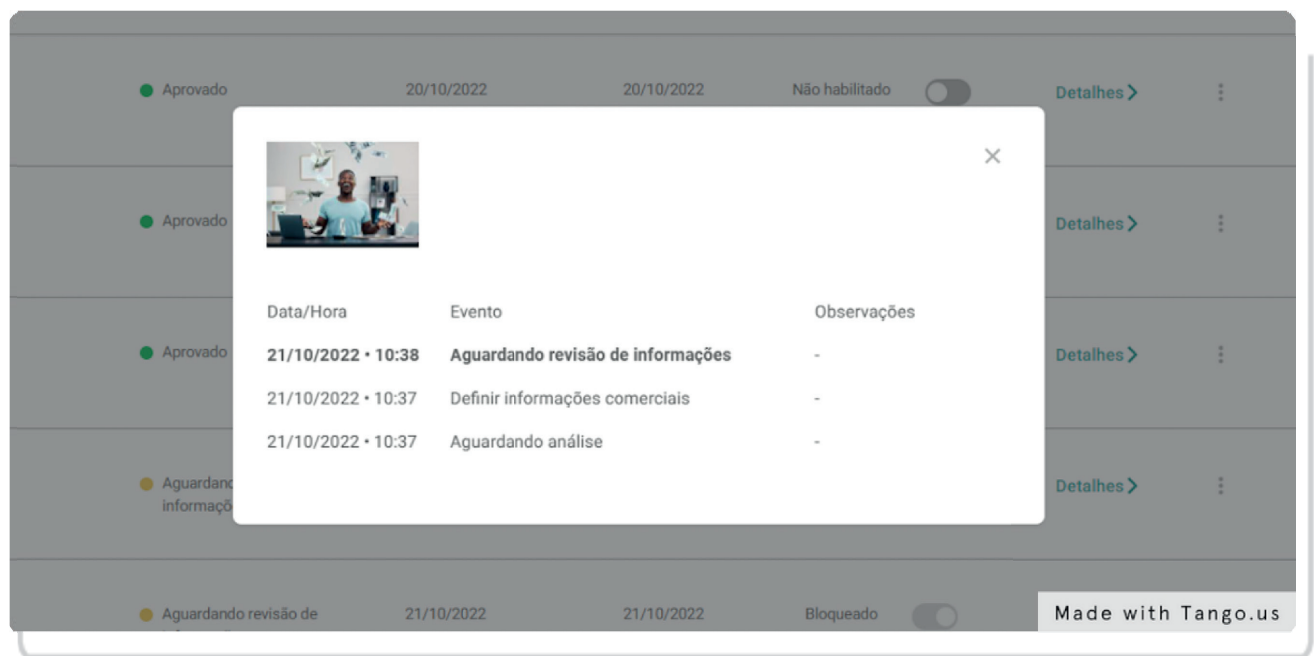 Aprovado 20/10/2022 20/10/2022 Não habilitado Detalhes
Aprovado Detalhes
Data/Hora Evento Observações
Aprovado 21/10/2022 • 10:38 Aguardando revisão de informações - Detalhes
21/10/2022 • 10:37 Definir informações comerciais -
21/10/2022 • 10:37 Aguardando análise -
Detalhes
Aguardando revisão de 21/10/2022 21/10/2022 Bloqueado
Made with Tango.us